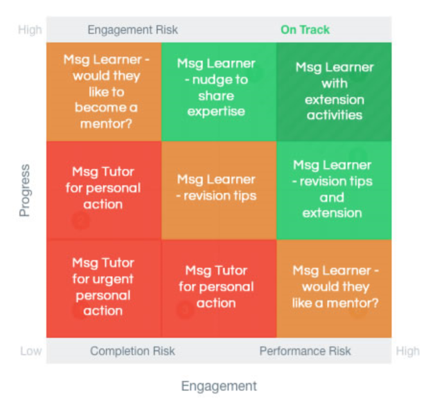 High
Engagement Risk
On Track
Msg Learner -
would they
like to
become a
mentor?
Msg Learner
- nudge to
share
expertise
Msg Learner
with
extension
activities
Progress
Msg Tutor
for personal
action
Msg Learner
- revision tips
Msg Learner
- revision tips
and
extension
Msg Tutor
for urgent
personal
action
Msg Tutor
for personal
action
Msg Learner -
would they
like a mentor?
Low
Completion Risk
Performance Risk
High
Engagement